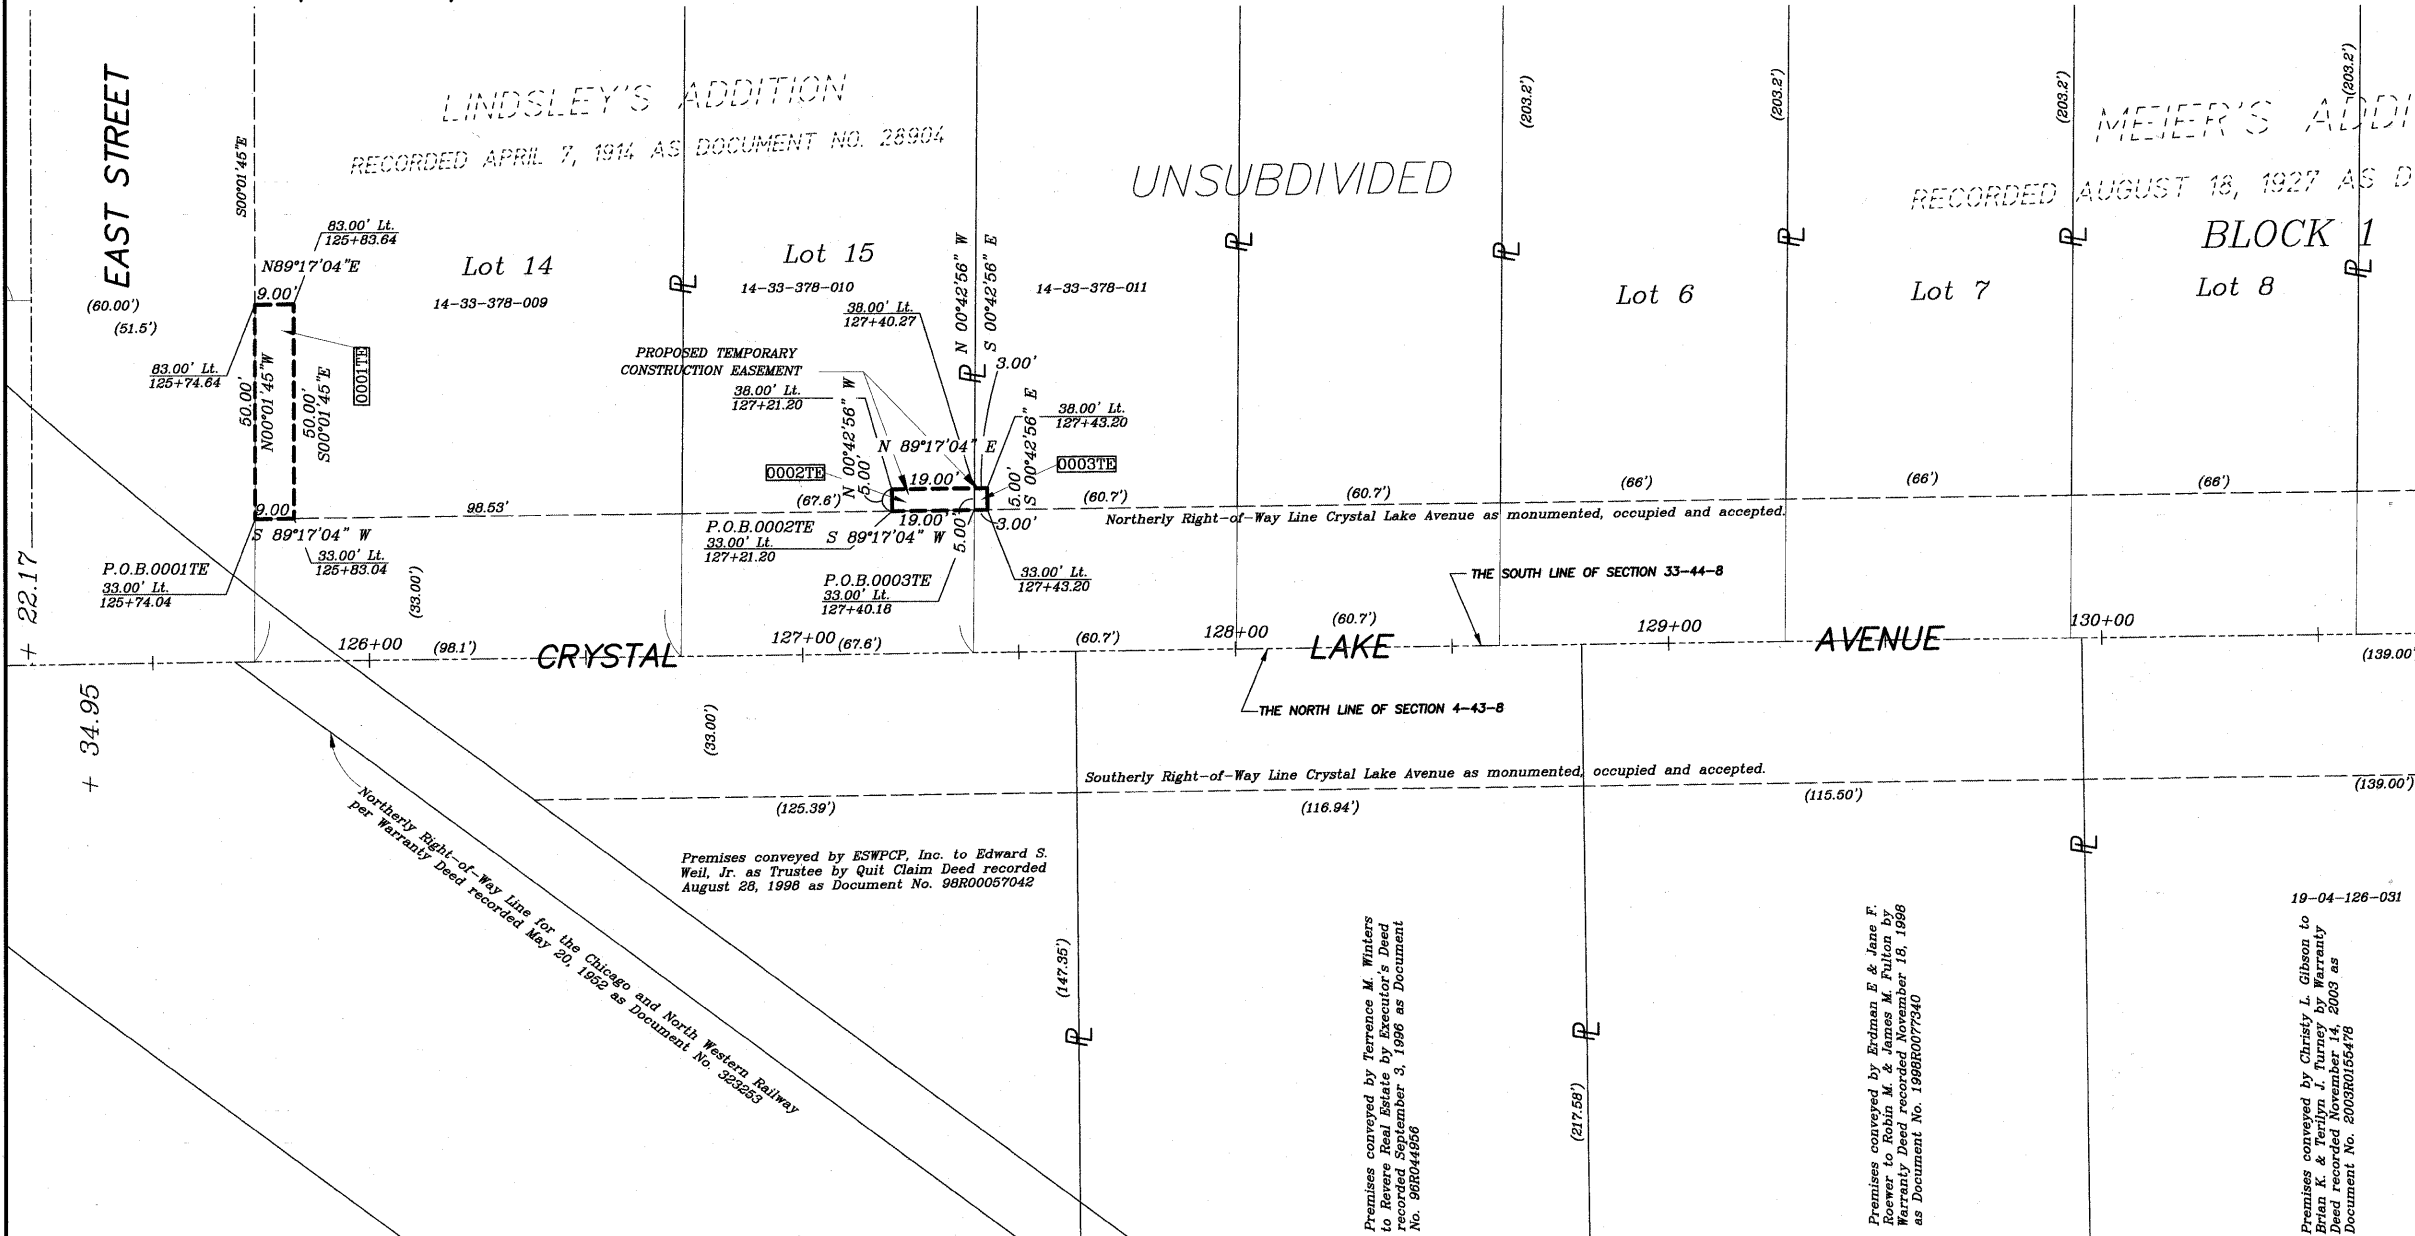 EAST STREET
LINDSLEY'S ADDITION
RECORDED APRIL 7, 1914 AS DOCUMENT NO. 28904
UNSUBDIVIDED
MEIER'S ADDI
RECORDED AUGUST 18, 1927 AS D
BLOCK 1
(203.2')
(203.2')
(203.2')
(203.2')
S00°01'45"E
83.00' Lt.
125+83.64
N89°17'04"E
9.00'
(60.00')
(51.5')
83.00' Lt.
125+74.64
50.00'
N00°01'45"W
50.00'
S00°01'45"E
0001TE
Lot 14
14-33-378-009
Lot 15
14-33-378-010
14-33-378-011
Lot 6
Lot 7
Lot 8
PL
PL
PL
PL
PL
PL
PL
N 00°42'56" W
S 00°42'56" E
38.00' Lt.
127+40.27
PROPOSED TEMPORARY
CONSTRUCTION EASEMENT
38.00' Lt.
127+21.20
3.00'
38.00' Lt.
127+43.20
N 00°42'56" W
5.00'
N 89°17'04" E
S 00°42'56" E
5.00'
0002TE
0003TE
19.00'
(67.6')
(60.7')
(60.7')
(66')
(66')
(66')
9.00'
98.53'
S 89°17'04" W
33.00' Lt.
125+83.04
P.O.B.0001TE
33.00' Lt.
125+74.04
(33.00')
P.O.B.0002TE
33.00' Lt.
127+21.20
19.00'
S 89°17'04" W
5.00'
3.00'
P.O.B.0003TE
33.00' Lt.
127+40.18
33.00' Lt.
127+43.20
Northerly Right-of-Way Line Crystal Lake Avenue as monumented, occupied and accepted.
THE SOUTH LINE OF SECTION 33-44-8
+ 22.17
+ 34.95
126+00
(98.1')
CRYSTAL
127+00
(67.6')
(60.7')
128+00
(60.7')
LAKE
129+00
AVENUE
130+00
(139.00'
THE NORTH LINE OF SECTION 4-43-8
(33.00')
Southerly Right-of-Way Line Crystal Lake Avenue as monumented, occupied and accepted.
(125.39')
(116.94')
(115.50')
(139.00')
Northerly Right-of-Way Line for the Chicago and North Western Railway
per Warranty Deed recorded May 20, 1952 as Document No. 323253
Premises conveyed by ESWPCP, Inc. to Edward S.
Weil, Jr. as Trustee by Quit Claim Deed recorded
August 28, 1998 as Document No. 98R00057042
(147.35')
PL
Premises conveyed by Terrence M. Winters
to Revere Real Estate by Executor's Deed
recorded September 3, 1996 as Document
No. 96R044956
PL
(217.58')
Premises conveyed by Erdman E & Jane F.
Roewer to Robin M. & James M. Fulton by
Warranty Deed recorded November 18, 1998
as Document No. 1998R0077340
PL
19-04-126-031
Premises conveyed by Christy L. Gibson to
Brian K. & Terilyn J. Turney by Warranty
Deed recorded November 14, 2003 as
Document No. 2003R0155478